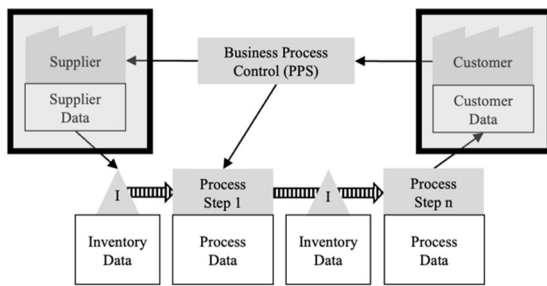 Supplier
Supplier
Data
Business Process
Control (PPS)
Customer
Customer
Data
I
Process
Step 1
I
Process
Step n
Inventory
Data
Process
Data
Inventory
Data
Process
Data